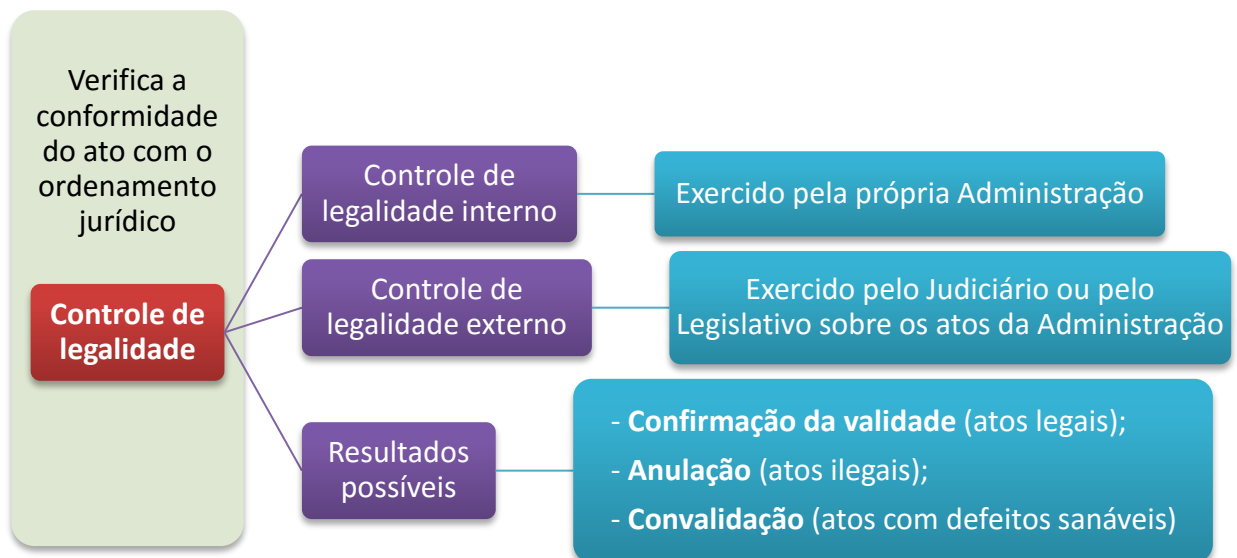 Verifica a
conformidade
do ato com o
ordenamento
jurídico
Controle de
legalidade
Controle de
legalidade interno
Exercido pela própria Administração
Controle de
legalidade externo
Exercido pelo Judiciário ou pelo
Legislativo sobre os atos da Administração
Resultados
possíveis
- Confirmação da validade (atos legais);
- Anulação (atos ilegais);
- Convalidação (atos com defeitos sanáveis)